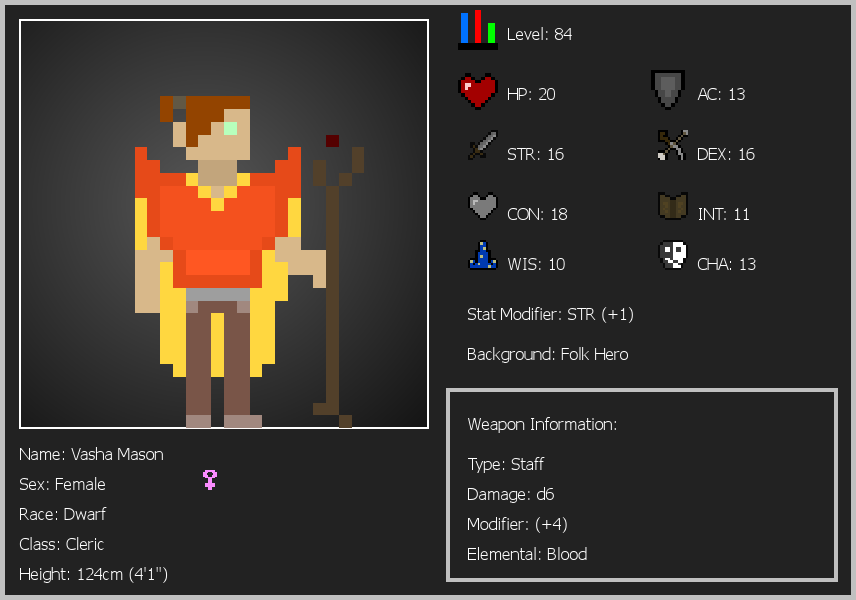 Level: 84
HP: 20
AC: 13
STR: 16
DEX: 16
CON: 18
INT: 11
WIS: 10
CHA: 13
Stat Modifier: STR (+1)
Background: Folk Hero
Weapon Information:
Type: Staff
Damage: d6
Modifier: (+4)
Elemental: Blood
Name: Vasha Mason
Sex: Female
Race: Dwarf
Class: Cleric
Height: 124cm (4'1")